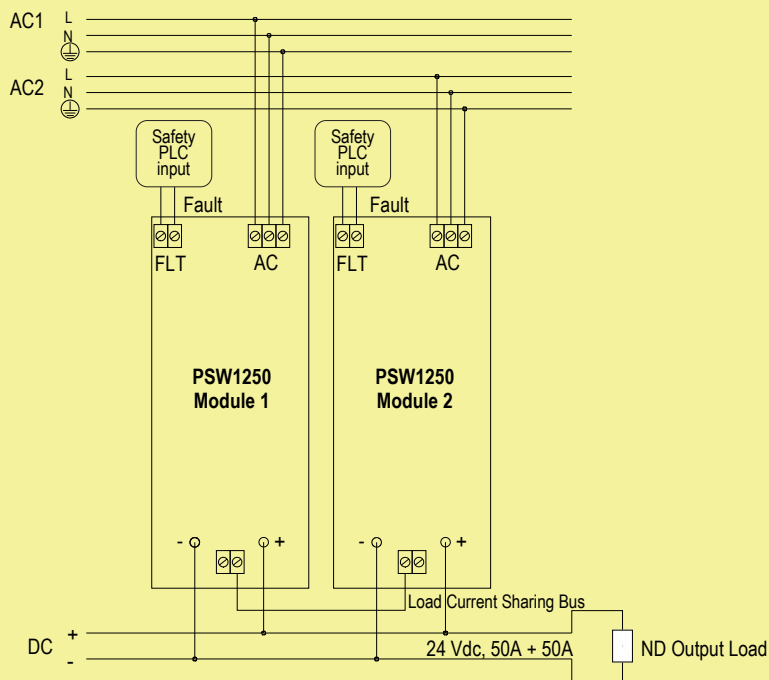 AC1 L
N
AC2 L
N
Safety
PLC
input
Safety
PLC
input
Fault
Fault
FLT
AC
FLT
AC
PSW1250
Module 1
PSW1250
Module 2
- +
- +
Load Current Sharing Bus
DC +
-
24 Vdc, 50A + 50A
ND Output Load